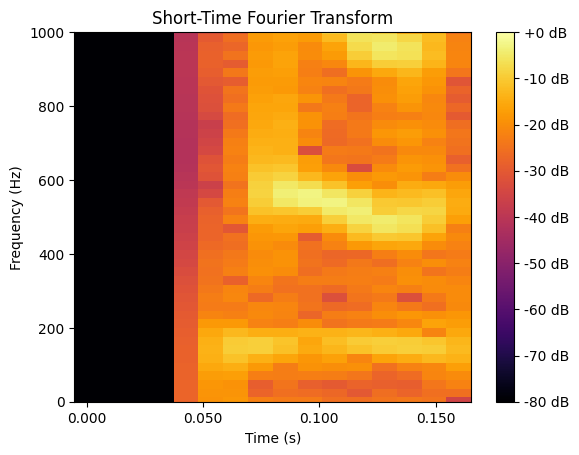 Short-Time Fourier Transform
1000
800
600
400
200
0
Frequency (Hz)
0.000
0.050
0.100
0.150
Time (s)
+0 dB
-10 dB
-20 dB
-30 dB
-40 dB
-50 dB
-60 dB
-70 dB
-80 dB